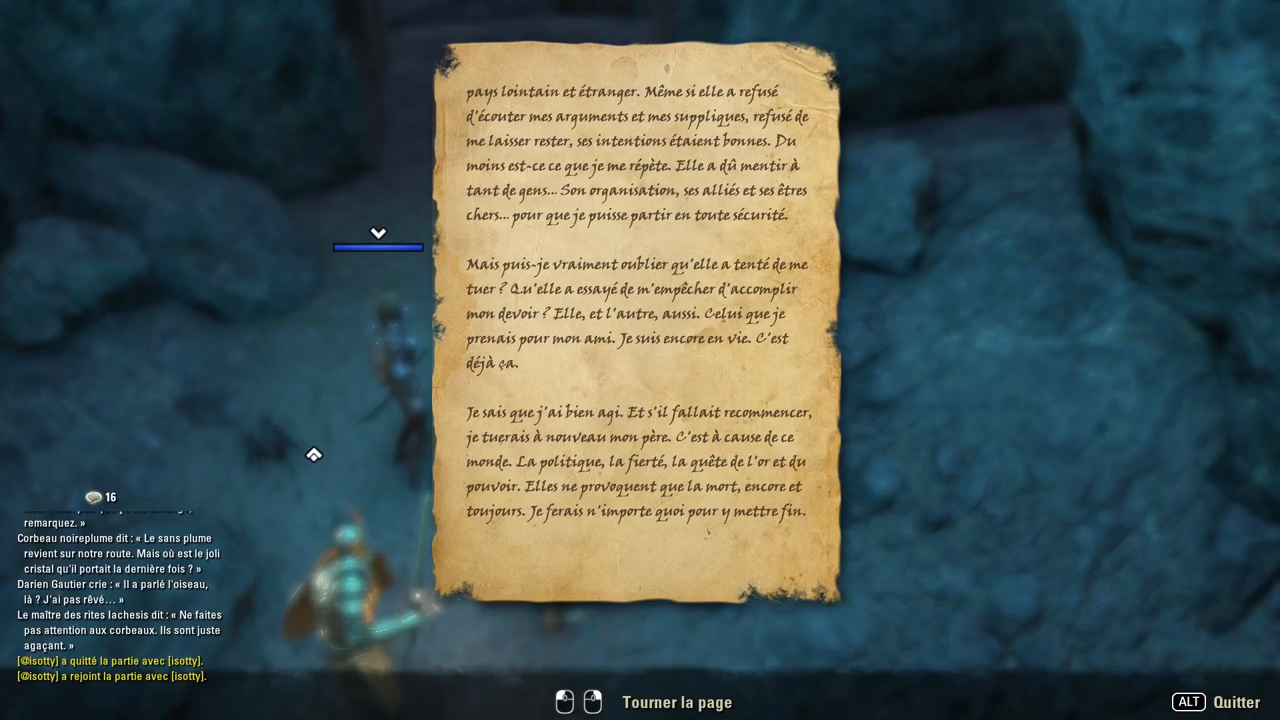 pays lointain et étranger. Même si elle a refusé
d'écouter mes arguments et mes suppliques, refusé de
me laisser rester, ses intentions étaient bonnes. Du
moins est-ce ce que je me répète. Elle a dû mentir à
tant de gens... Son organisation, ses alliés et ses êtres
chers... pour que je puisse partir en toute sécurité.
Mais puis-je vraiment oublier qu'elle a tenté de me
tuer ? Qu'elle a essayé de m'empêcher d'accomplir
mon devoir ? Elle, et l'autre, aussi. Celui que je
prenais pour mon ami. Je suis encore en vie. C'est
déjà ça.
Je sais que j'ai bien agi. Et s'il fallait recommencer,
je tuerais à nouveau mon père. C'est à cause de ce
monde. La politique, la fierté, la quête de l'or et du
pouvoir. Elles ne provoquent que la mort, encore et
toujours. Je ferais n'importe quoi pour y mettre fin.
16
remarquez. »
Corbeau noireplume dit : « Le sans plume
revient sur notre route. Mais où est le joli
cristal qu'il portait la dernière fois ? »
Darien Gautier crie : « Il a parlé l'oiseau,
là ? J'ai pas rêvé… »
Le maître des rites Iachesis dit : « Ne faites
pas attention aux corbeaux. Ils sont juste
agaçant. »
[@isotty] a quitté la partie avec [isotty].
[@isotty] a rejoint la partie avec [isotty].
Tourner la page
ALT Quitter